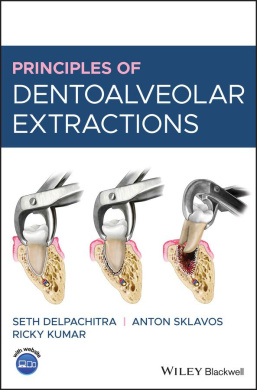 PRINCIPLES OF
DENTOALVEOLAR
EXTRACTIONS
SETH DELPACHITRA | ANTON SKLAVOS
RICKY KUMAR
with website
WILEY Blackwell